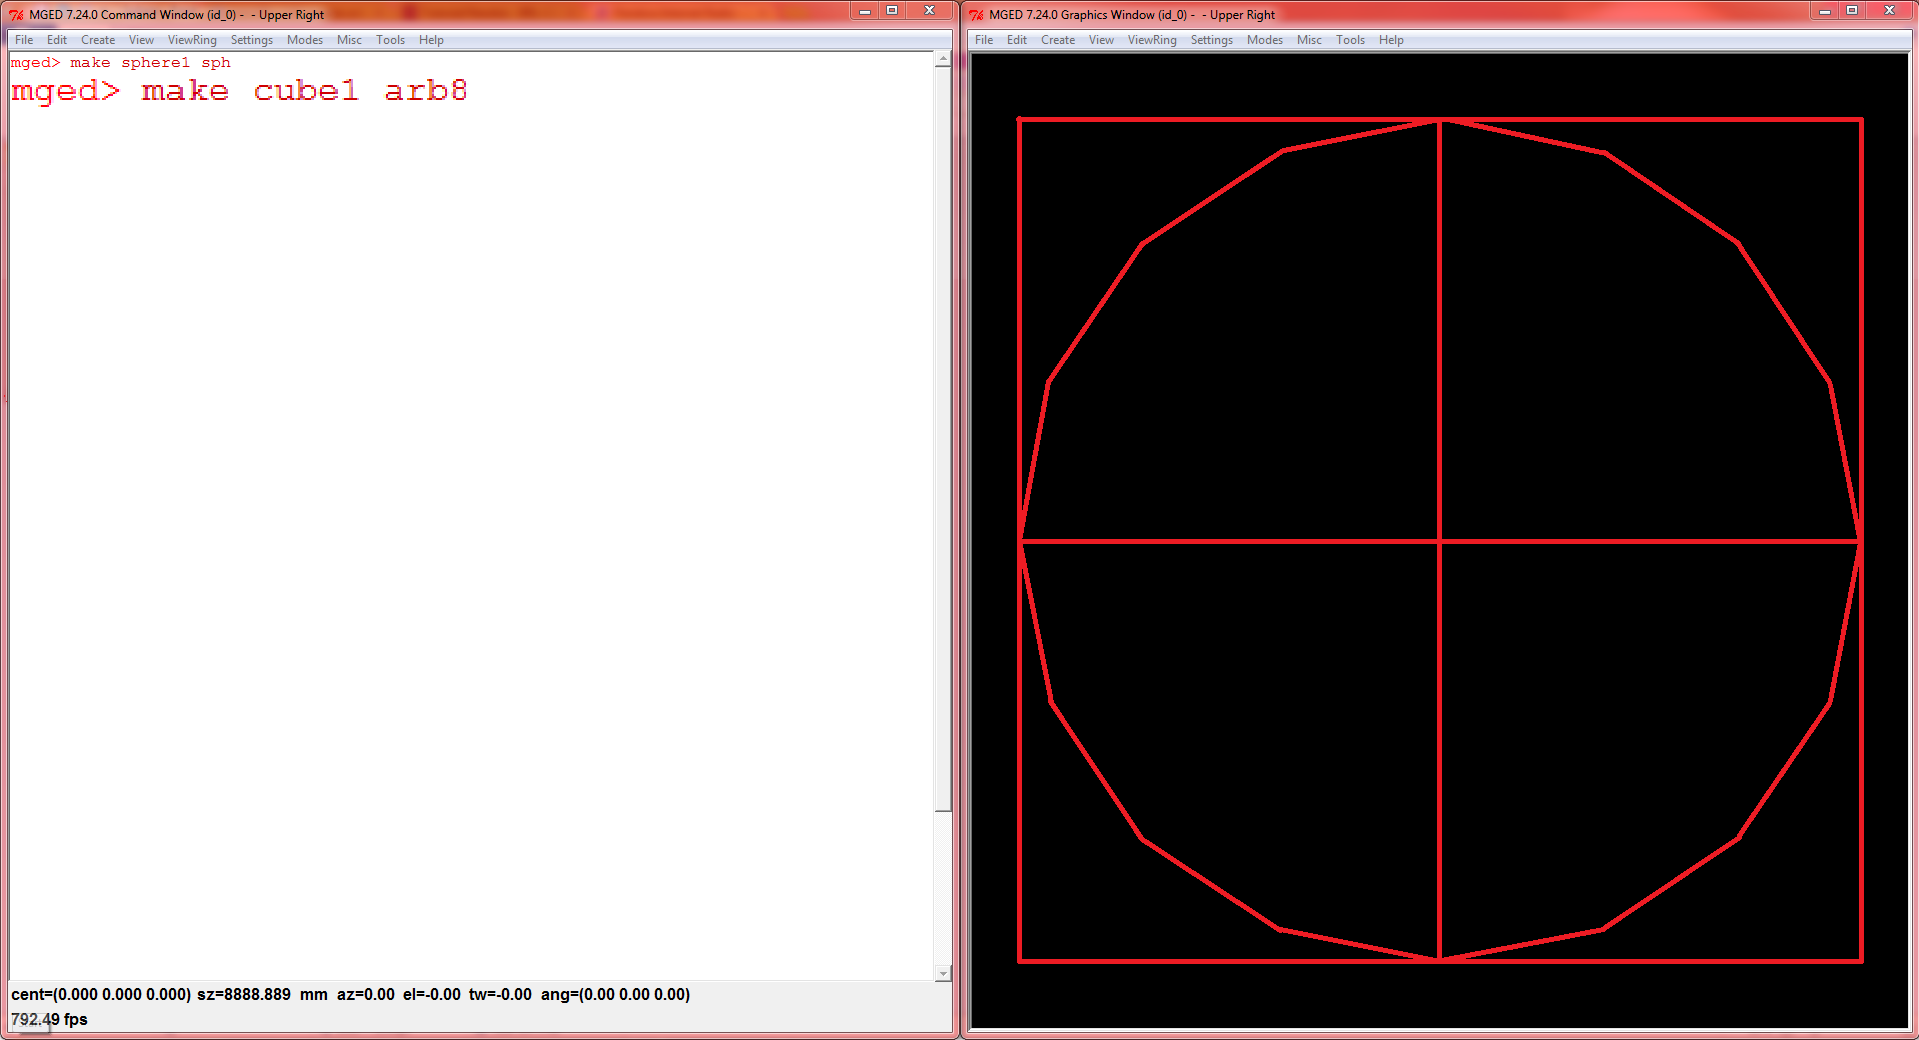 MGED 7.24.0 Command Window (id_0) - - Upper Right
File Edit Create View ViewRing Settings Modes Misc Tools Help
mged> make sphere1 sph
mged> make cube1 arb8
cent=(0.000 0.000 0.000) sz=8888.889 mm az=0.00 el=-0.00 tw=-0.00 ang=(0.00 0.00 0.00)
792.49 fps
MGED 7.24.0 Graphics Window (id_0) - - Upper Right
File Edit Create View ViewRing Settings Modes Misc Tools Help